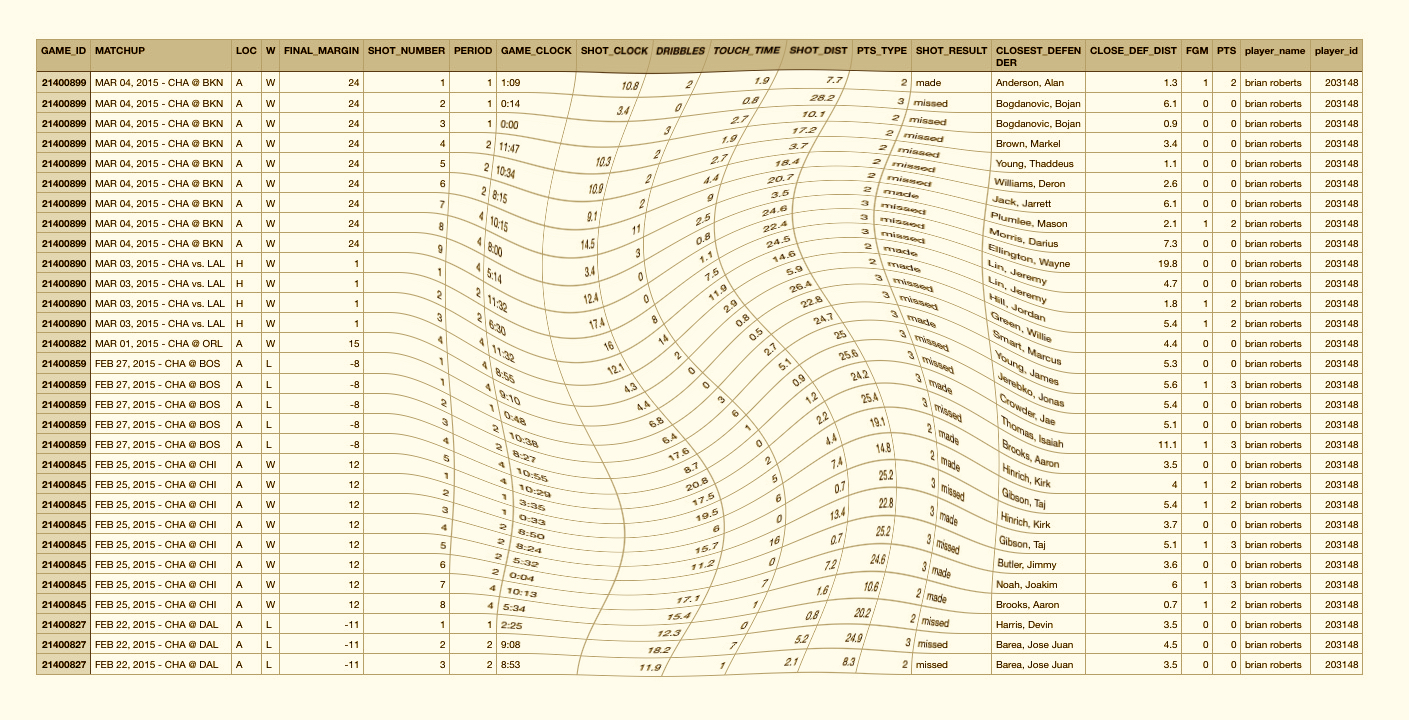 GAME_ID MATCHUP LOC W FINAL_MARGIN SHOT_NUMBER PERIOD GAME_CLOCK SHOT_CLOCK DRIBBLES TOUCH_TIME SHOT_DIST PTS_TYPE SHOT_RESULT CLOSEST_DEFEN
DER CLOSE_DEF_DIST FGM PTS player_name player_id
21400899 MAR 04, 2015 - CHA @ BKN A W 24 1 1 1:09 10.8 2 1.9 7.7 2 made Anderson, Alan 1.3 1 2 brian roberts 203148
21400899 MAR 04, 2015 - CHA @ BKN A W 24 2 1 0:14 3.4 0 0.8 28.2 3 missed Bogdanovic, Bojan 6.1 0 0 brian roberts 203148
21400899 MAR 04, 2015 - CHA @ BKN A W 24 3 1 0:00 3 2.7 10.1 2 missed Bogdanovic, Bojan 0.9 0 0 brian roberts 203148
21400899 MAR 04, 2015 - CHA @ BKN A W 24 4 2 11:47 10.3 2 1.9 17.2 2 missed Brown, Markel 3.4 0 0 brian roberts 203148
21400899 MAR 04, 2015 - CHA @ BKN A W 24 5 2 10:34 10.9 2 2.7 3.7 2 missed Young, Thaddeus 1.1 0 0 brian roberts 203148
21400899 MAR 04, 2015 - CHA @ BKN A W 24 6 2 8:15 9.1 2 4.4 18.4 2 missed Williams, Deron 2.6 0 0 brian roberts 203148
21400899 MAR 04, 2015 - CHA @ BKN A W 24 7 4 10:15 14.5 11 9 20.7 2 missed Jack, Jarrett 6.1 0 0 brian roberts 203148
21400899 MAR 04, 2015 - CHA @ BKN A W 24 8 4 8:00 3.4 3 2.5 3.5 2 made Plumlee, Mason 2.1 1 2 brian roberts 203148
21400899 MAR 04, 2015 - CHA @ BKN A W 24 9 4 5:14 12.4 0 0.8 24.6 3 missed Morris, Darius 7.3 0 0 brian roberts 203148
21400890 MAR 03, 2015 - CHA vs. LAL H W 1 1 2 11:32 17.4 0 1.1 22.4 3 missed Ellington, Wayne 19.8 0 0 brian roberts 203148
21400890 MAR 03, 2015 - CHA vs. LAL H W 1 2 2 6:30 16 8 7.5 24.5 3 missed Lin, Jeremy 4.7 0 0 brian roberts 203148
21400890 MAR 03, 2015 - CHA vs. LAL H W 1 3 4 11:32 12.1 14 11.9 14.6 2 made Lin, Jeremy 1.8 1 2 brian roberts 203148
21400890 MAR 03, 2015 - CHA vs. LAL H W 1 4 4 8:55 4.3 2 2.9 5.9 2 made Hill, Jordan 5.4 1 2 brian roberts 203148
21400882 MAR 01, 2015 - CHA @ ORL A W 15 1 4 9:10 4.4 0 0.8 26.4 3 missed Green, Willie 4.4 0 0 brian roberts 203148
21400859 FEB 27, 2015 - CHA @ BOS A L -8 1 1 0:48 6.8 0 0.5 22.8 3 missed Smart, Marcus 5.3 0 0 brian roberts 203148
21400859 FEB 27, 2015 - CHA @ BOS A L -8 2 2 10:38 6.4 3 2.7 24.7 3 made Young, James 5.6 1 3 brian roberts 203148
21400859 FEB 27, 2015 - CHA @ BOS A L -8 3 2 8:27 17.6 6 5.1 25 3 missed Jerebko, Jonas 5.4 0 0 brian roberts 203148
21400859 FEB 27, 2015 - CHA @ BOS A L -8 4 4 10:55 8.7 1 0.9 25.6 3 missed Crowder, Jae 5.1 0 0 brian roberts 203148
21400859 FEB 27, 2015 - CHA @ BOS A L -8 5 4 10:29 20.8 0 1.2 24.2 3 made Thomas, Isaiah 11.1 1 3 brian roberts 203148
21400845 FEB 25, 2015 - CHA @ CHI A W 12 1 1 3:35 17.5 2 2.2 25.4 3 missed Brooks, Aaron 3.5 0 0 brian roberts 203148
21400845 FEB 25, 2015 - CHA @ CHI A W 12 2 1 0:33 19.5 5 4.4 19.1 2 made Hinrich, Kirk 4 1 2 brian roberts 203148
21400845 FEB 25, 2015 - CHA @ CHI A W 12 3 2 8:50 6 6 7.4 14.8 2 made Gibson, Taj 5.4 1 2 brian roberts 203148
21400845 FEB 25, 2015 - CHA @ CHI A W 12 4 2 8:24 15.7 0 0.7 25.2 3 missed Hinrich, Kirk 3.7 0 0 brian roberts 203148
21400845 FEB 25, 2015 - CHA @ CHI A W 12 5 2 5:32 11.2 16 13.4 22.8 3 made Gibson, Taj 5.1 1 3 brian roberts 203148
21400845 FEB 25, 2015 - CHA @ CHI A W 12 6 2 0:04 0 0.7 25.2 3 missed Butler, Jimmy 3.6 0 0 brian roberts 203148
21400845 FEB 25, 2015 - CHA @ CHI A W 12 7 4 10:13 17.1 7 7.2 24.6 3 made Noah, Joakim 6 1 3 brian roberts 203148
21400845 FEB 25, 2015 - CHA @ CHI A W 12 8 4 5:34 15.4 1 1.6 10.6 2 made Brooks, Aaron 0.7 1 2 brian roberts 203148
21400827 FEB 22, 2015 - CHA @ DAL A L -11 1 1 2:25 12.3 0 0.8 20.2 2 missed Harris, Devin 3.5 0 0 brian roberts 203148
21400827 FEB 22, 2015 - CHA @ DAL A L -11 2 2 9:08 18.2 7 5.2 24.9 3 missed Barea, Jose Juan 4.5 0 0 brian roberts 203148
21400827 FEB 22, 2015 - CHA @ DAL A L -11 3 2 8:53 11.9 1 2.1 8.3 2 missed Barea, Jose Juan 3.5 0 0 brian roberts 203148